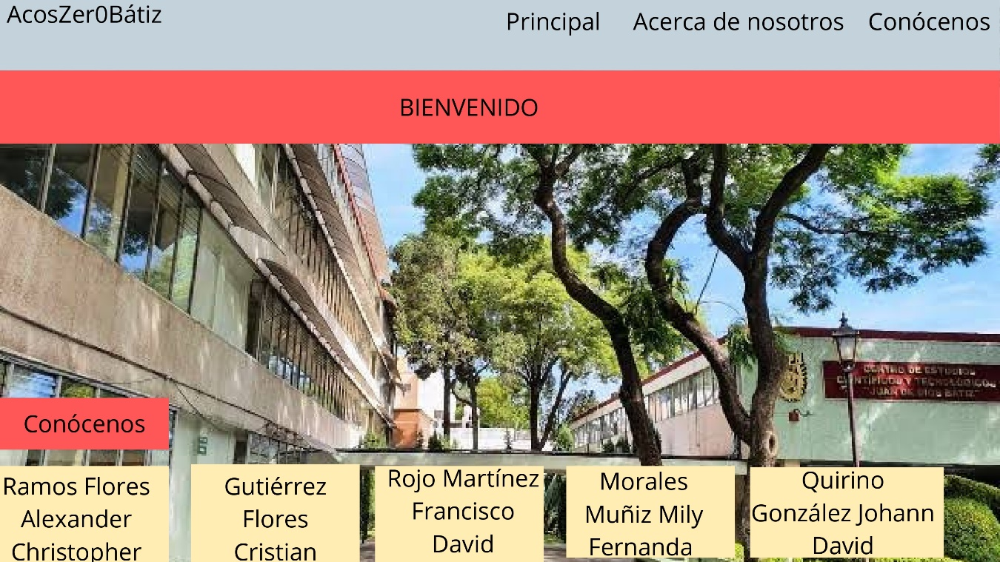 AcosZer0Bátiz
Principal Acerca de nosotros Conócenos
BIENVENIDO
CENTRO DE ESTUDIOS
CIENTÍFICOS Y TECNOLÓGICOS
"JUAN DE DIOS BÁTIZ"
Conócenos
Ramos Flores
Alexander
Christopher
Gutiérrez
Flores
Cristian
Rojo Martínez
Francisco
David
Morales
Muñiz Mily
Fernanda
Quirino
González Johann
David